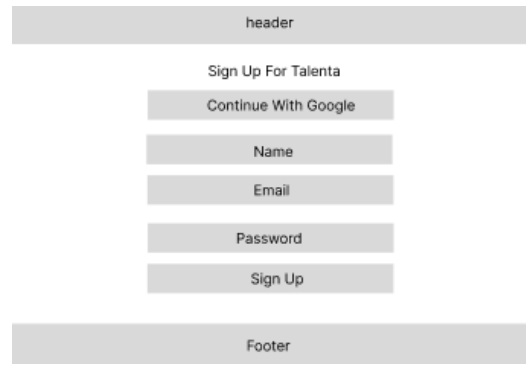 header
Sign Up For Talenta
Continue With Google
Name
Email
Password
Sign Up
Footer